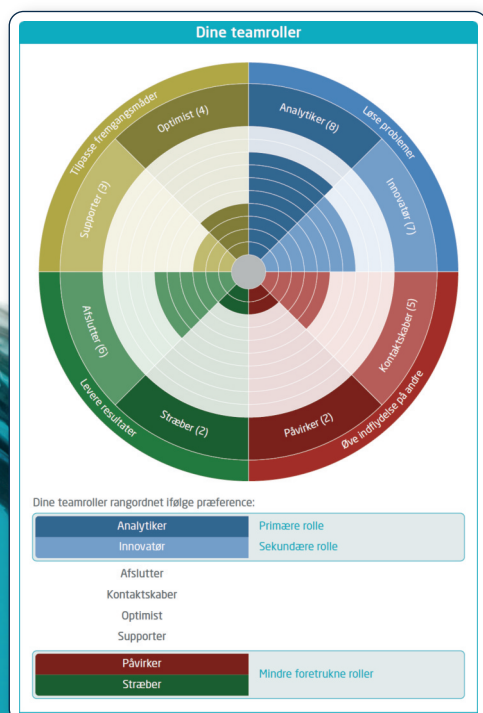 Dine teamroller
Tilpasse fremgangsmåder
Løse problemer
Optimist (4)
Analytiker (8)
Supporter (3)
Innovatør (7)
Afslutter (6)
Kontaktskaber (5)
Stræber (2)
Påvirker (2)
Levere resultater
Øve indflydelse på andre
Dine teamroller rangordnet ifølge præference:
Analytiker Primære rolle
Innovatør Sekundære rolle
Afslutter
Kontaktskaber
Optimist
Supporter
Påvirker
Mindre foretrukne roller
Stræber